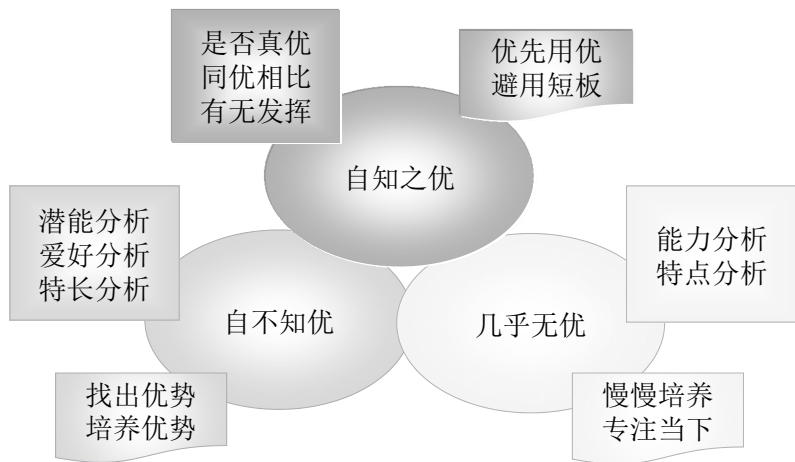 是否真优
同优相比
有无发挥
优先用优
避用短板
自知之优
潜能分析
爱好分析
特长分析
能力分析
特点分析
自不知优
几乎无优
找出优势
培养优势
慢慢培养
专注当下